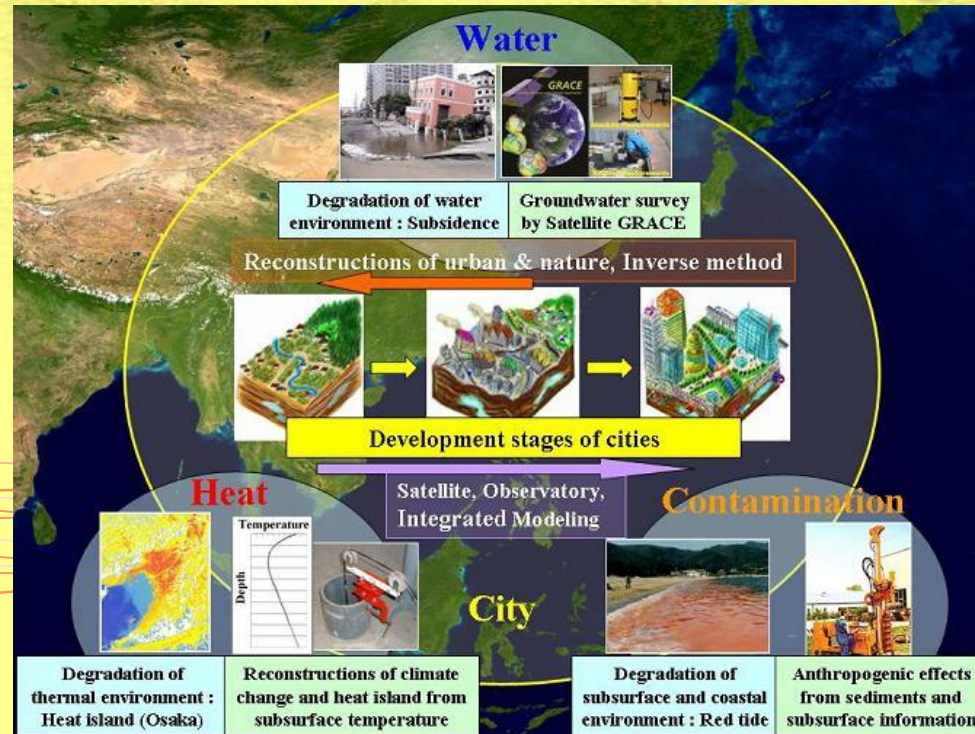 Water
GRACE
Degradation of water
environment : Subsidence
Groundwater survey
by Satellite GRACE
Reconstructions of urban & nature, Inverse method
Development stages of cities
Satellite, Observatory,
Integrated Modeling
Heat
Contamination
Temperature
Depth
City
Degradation of
thermal environment :
Heat island (Osaka)
Reconstructions of climate
change and heat island from
subsurface temperature
Degradation of
subsurface and coastal
environment : Red tide
Anthropogenic effects
from sediments and
subsurface information